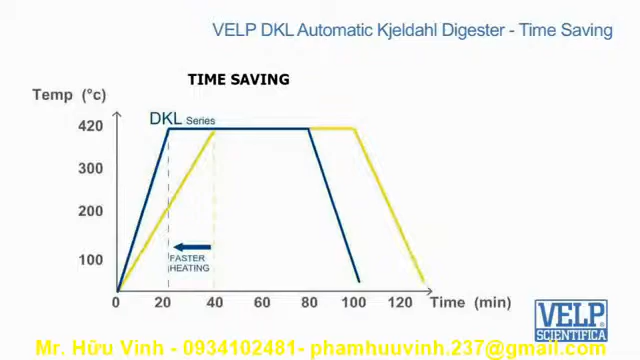 VELP DKL Automatic Kjeldahl Digester - Time Saving
TIME SAVING
Temp (°c)
DKL Series
420
300
200
100
FASTER
HEATING
0 20 40 60 80 100 120 Time (min)
VELP
SCIENTIFICA
Mr. Hữu Vinh - 0934102481- phamhuuvinh.237@gmail.com